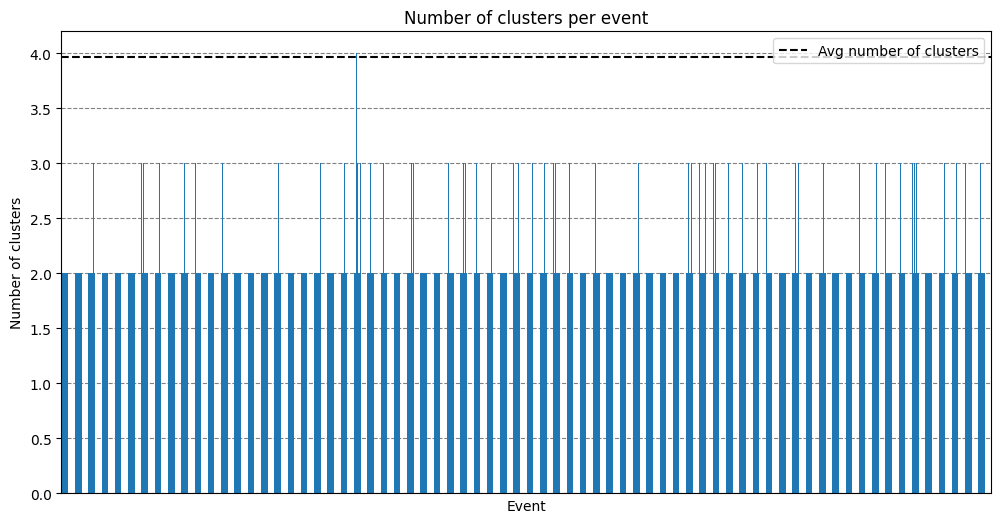 Number of clusters per event
Avg number of clusters
4.0
3.5
3.0
2.5
2.0
1.5
1.0
0.5
0.0
Number of clusters
Event